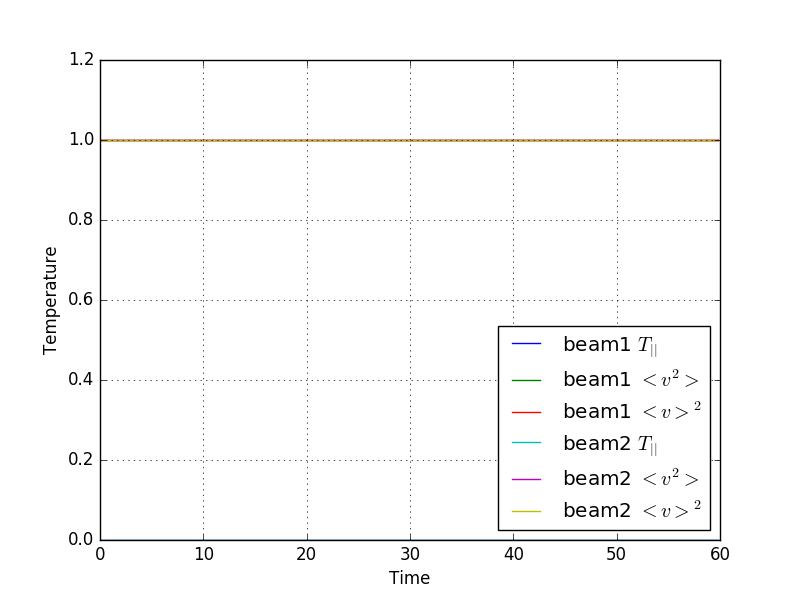 1.2
1.0
0.8
0.6
0.4
0.2
0.0
Temperature
0 10 20 30 40 50 60
Time
beam1 T_{||}
beam1 <v^2>
beam1 <v>^2
beam2 T_{||}
beam2 <v^2>
beam2 <v>^2